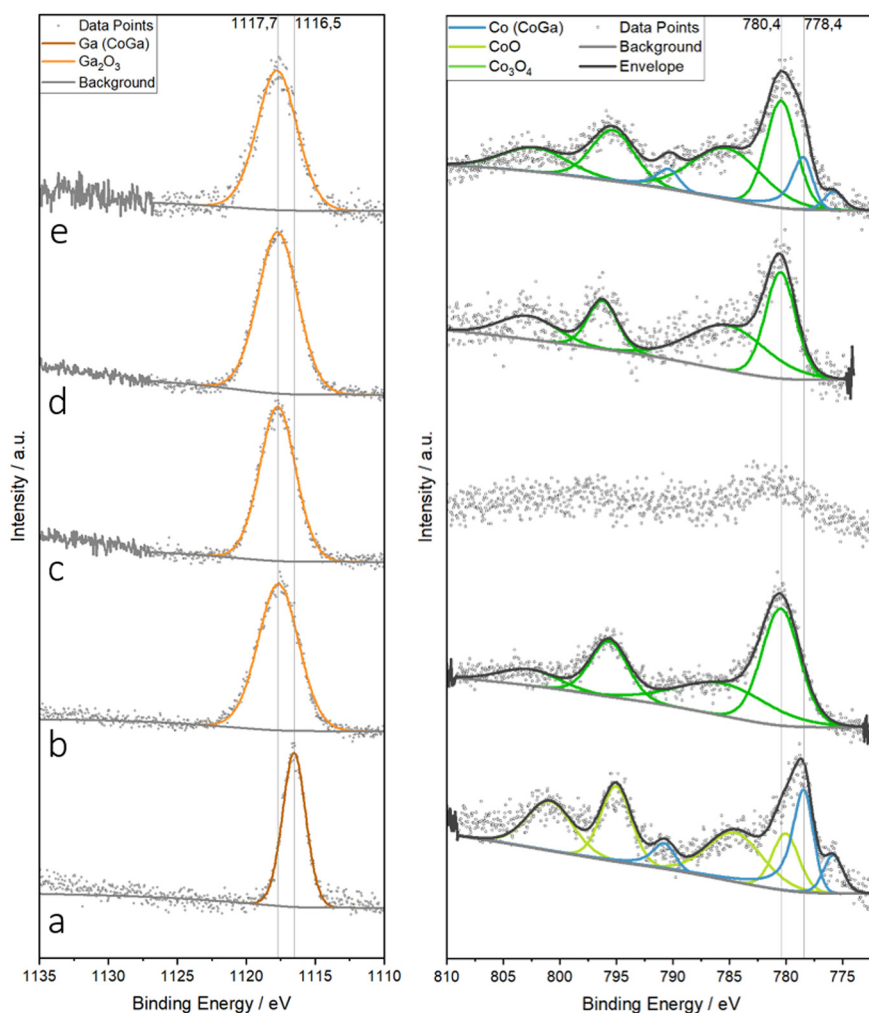 Data Points
Ga (CoGa)
Ga₂O₃
Background
1117,7
1116,5
e
d
c
b
a
Intensity / a.u.
1135
1130
1125
1120
1115
1110
Binding Energy / eV
Co (CoGa)
CoO
Co₃O₄
Data Points
Background
Envelope
780,4
778,4
Intensity / a.u.
810
805
800
795
790
785
780
775
Binding Energy / eV